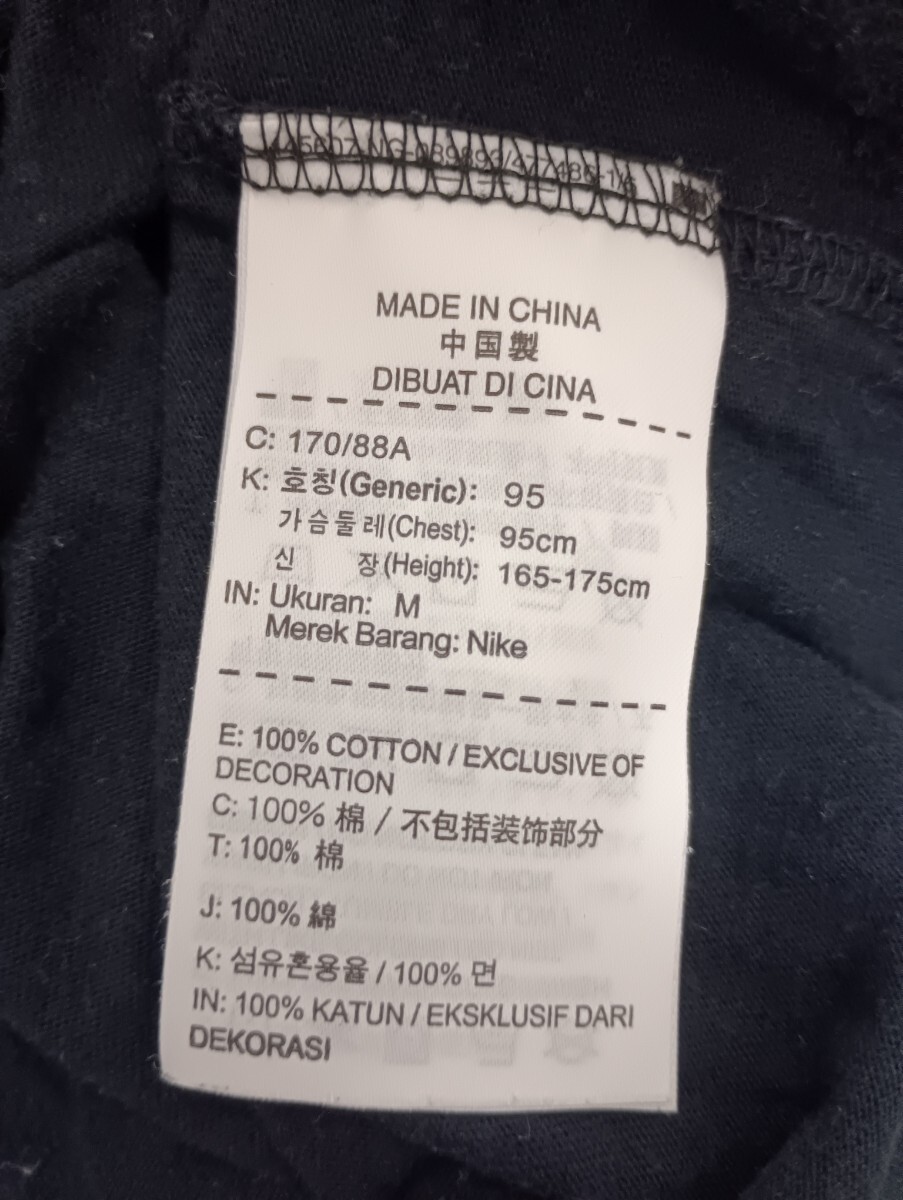 MADE IN CHINA
中国製
DIBUAT DI CINA
C: 170/88A
K: 호칭(Generic): 95
가슴둘레(Chest): 95cm
신 장(Height): 165-175cm
IN: Ukuran: M
Merek Barang: Nike
E: 100% COTTON / EXCLUSIVE OF
DECORATION
C: 100% 棉 / 不包括装饰部分
T: 100% 棉
J: 100% 綿
K: 섬유혼용율 / 100% 면
IN: 100% KATUN / EKSKLUSIF DARI
DEKORASI